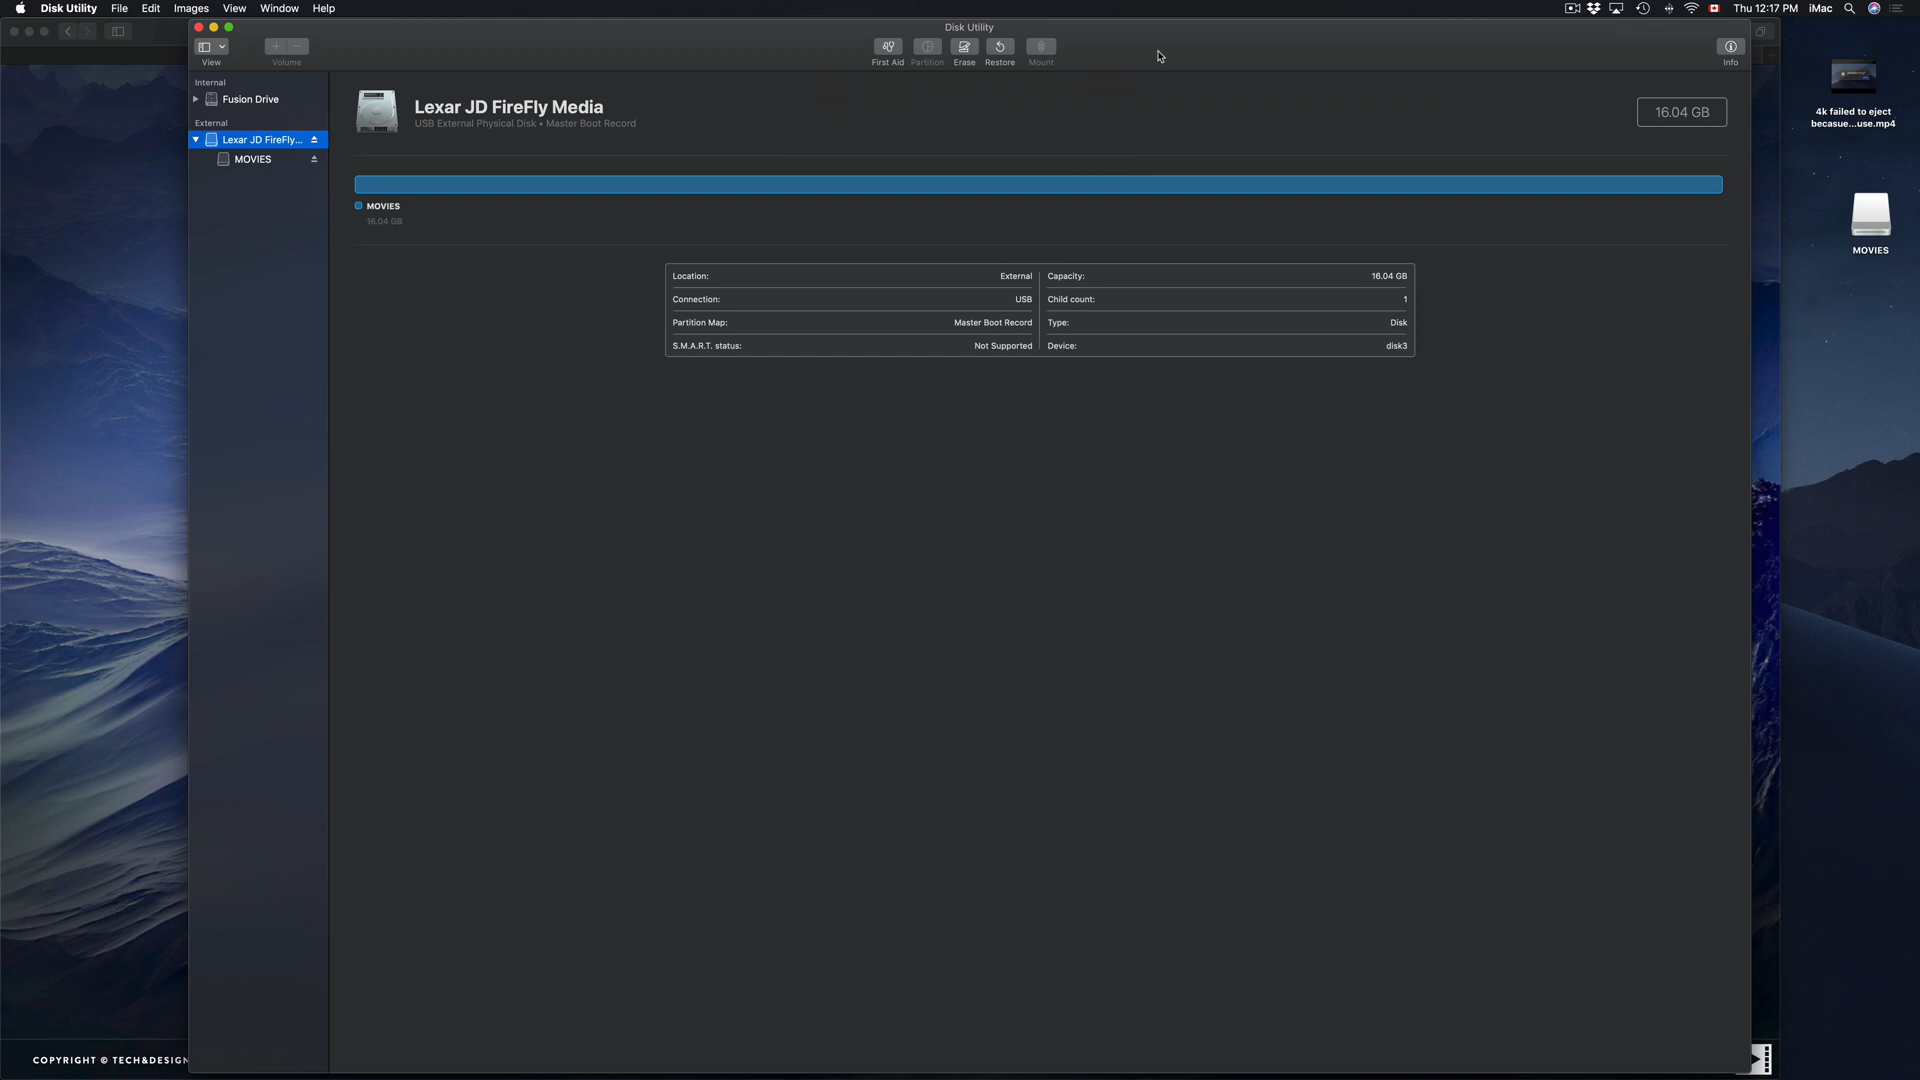 Disk Utility File Edit Images View Window Help Thu 12:17 PM iMac
Disk Utility
View Volume First Aid Partition Erase Restore Mount Info
Internal
Fusion Drive
External
Lexar JD FireFly...
MOVIES
Lexar JD FireFly Media
USB External Physical Disk • Master Boot Record
16.04 GB
MOVIES
16.04 GB
Location: External Capacity: 16.04 GB
Connection: USB Child count: 1
Partition Map: Master Boot Record Type: Disk
S.M.A.R.T. status: Not Supported Device: disk3
4k failed to eject
becasue...use.mp4
MOVIES
COPYRIGHT © TECH&DESIGN